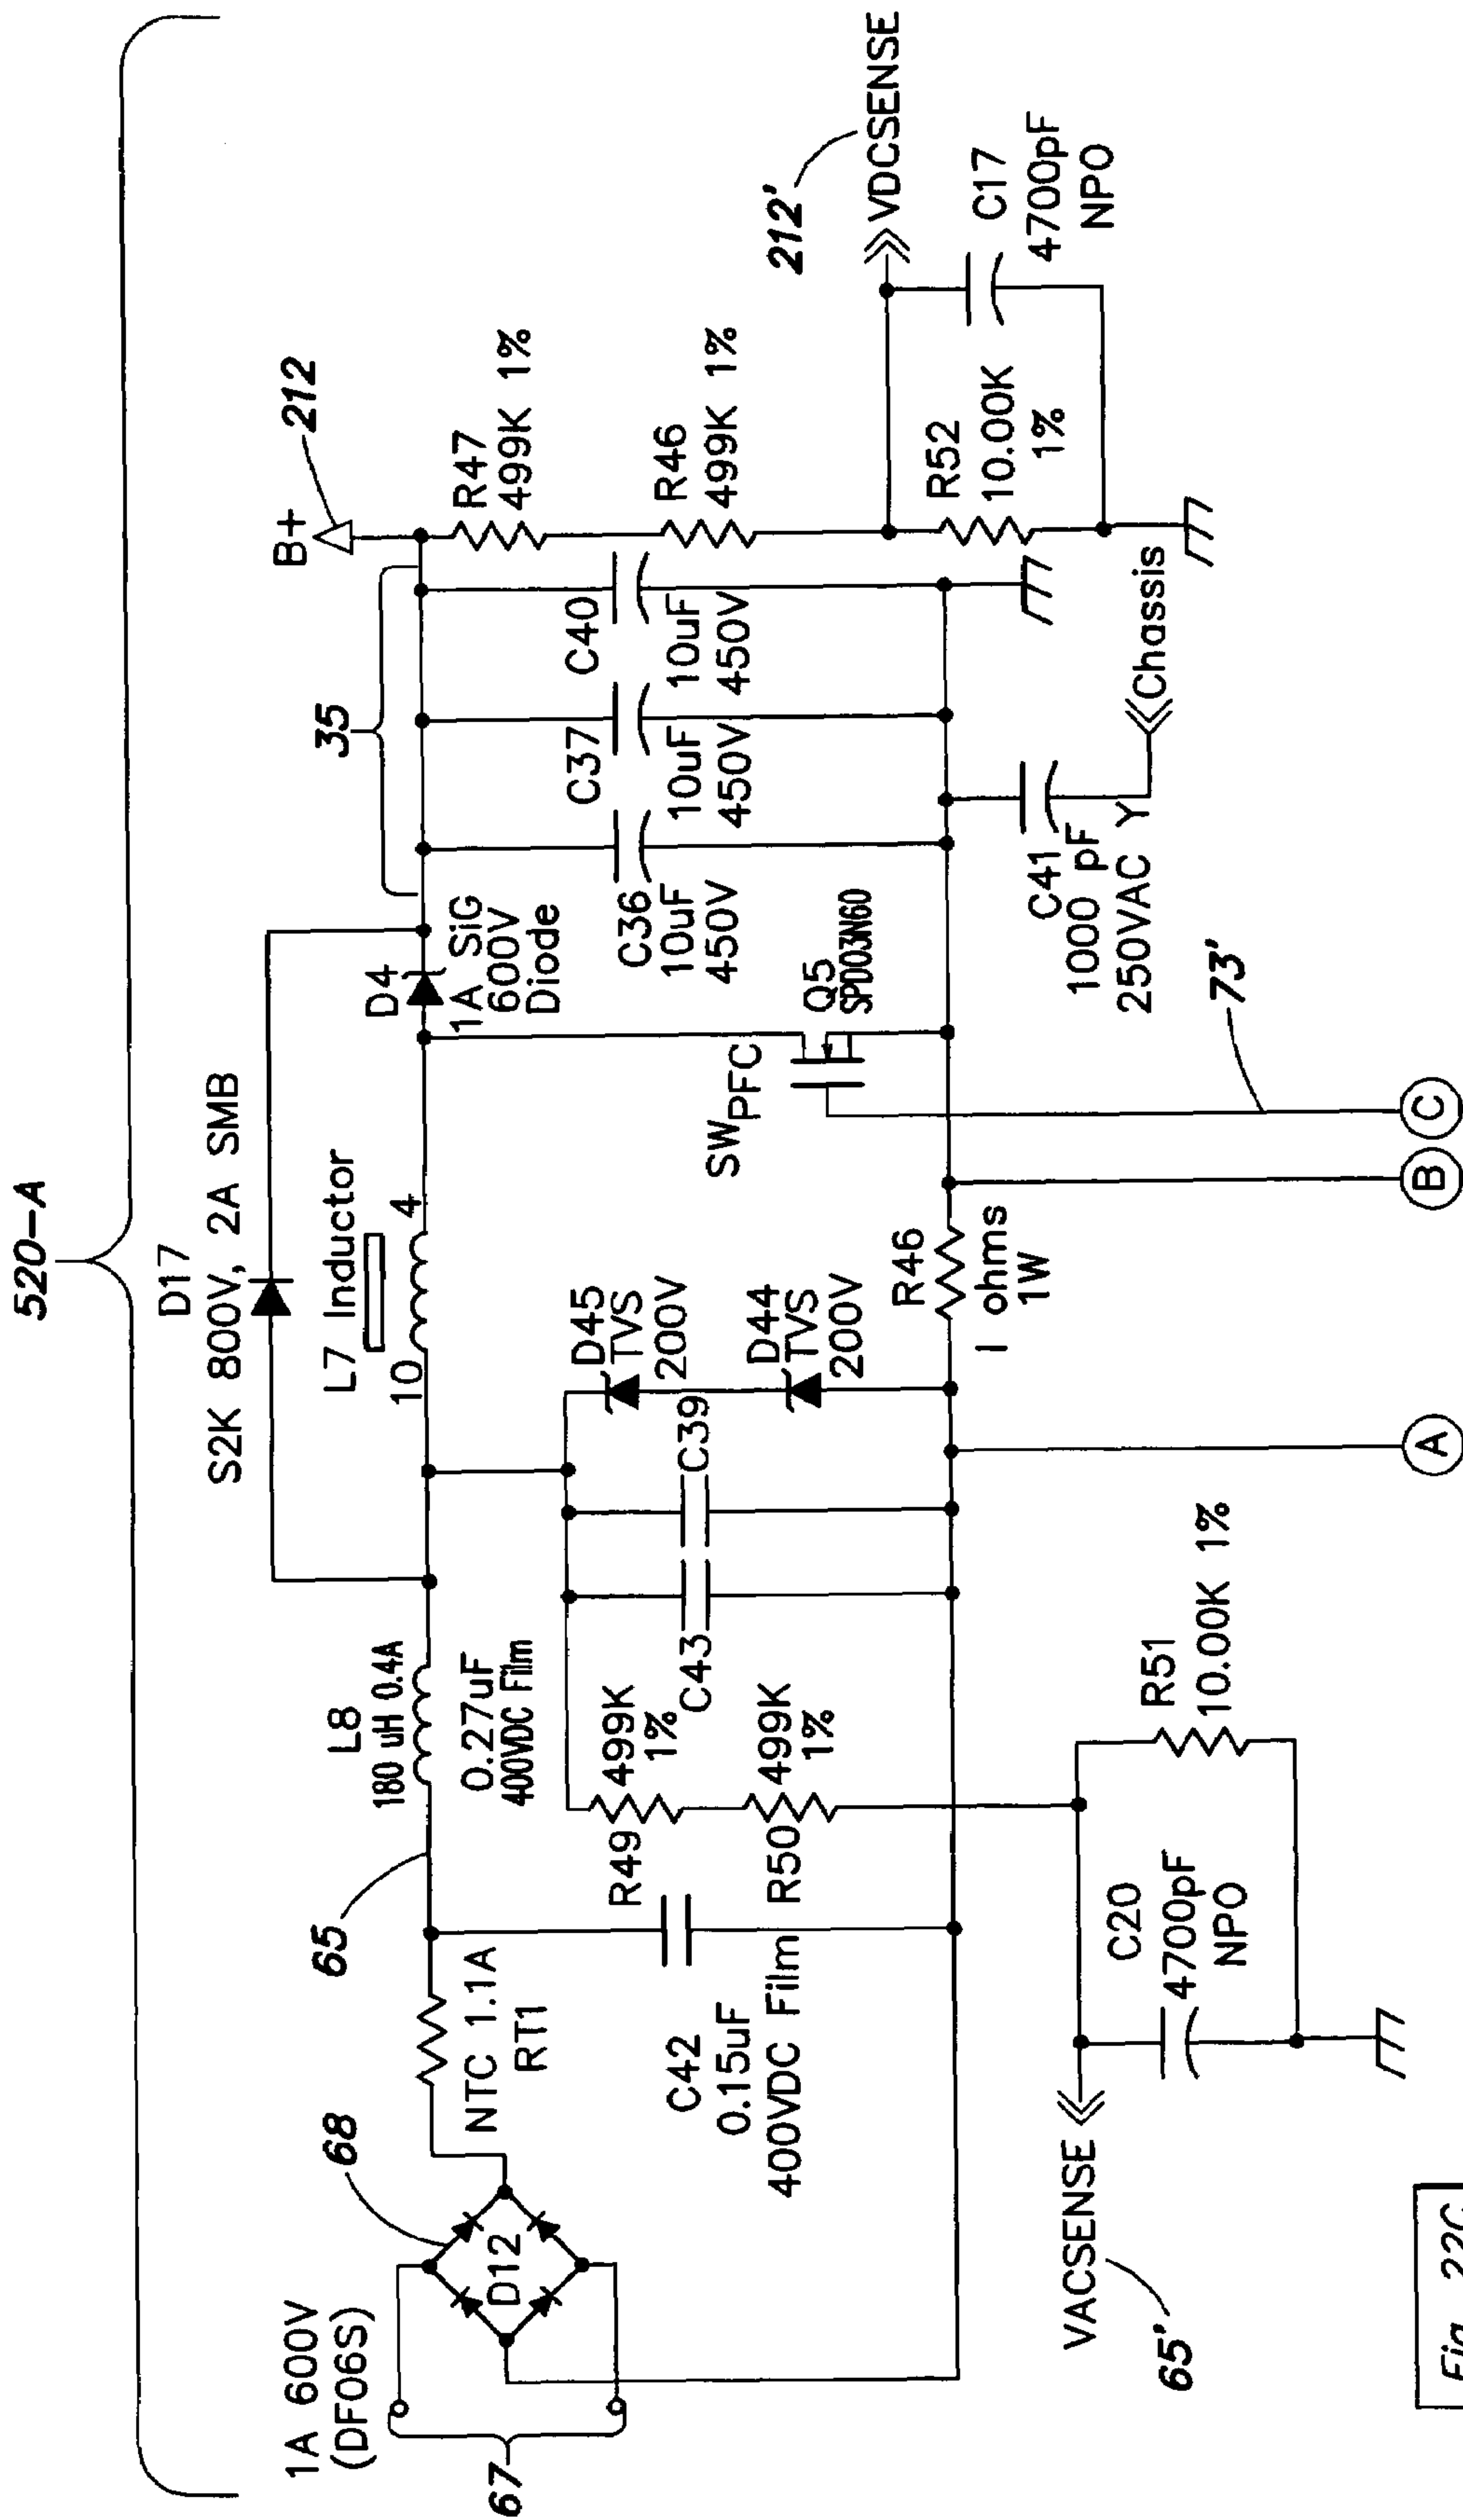 520-A
D17
S2K 800V, 2A SMB
1A 600V
(DF06S)
67
68
D12
NTC 1.1A
RT1
65
L8
180 uH 0.4A
0.27uF
400VDC Film
L7 Inductor
10
4
D4
1A SiG
600V
Diode
35
B+
212
R47
499K 1%
R46
499K 1%
C42
0.15uF
400VDC Film
R49
499K
1%
R50
499K
1%
C43
C39
D45
TVS
200V
D44
TVS
200V
SWPFC
Q5
SPD03N60
C36
10uF
450V
C37
10uF
450V
C40
10uF
450V
212'
VDCSENSE
R52
10.00K
1%
C17
4700pF
NPO
R46
1 ohms
1W
C41
1000 pF
250VAC Y
Chassis
VACSENSE
65'
C20
4700pF
NPO
R51
10.00K 1%
73'
A
B
C
Fig. 22C